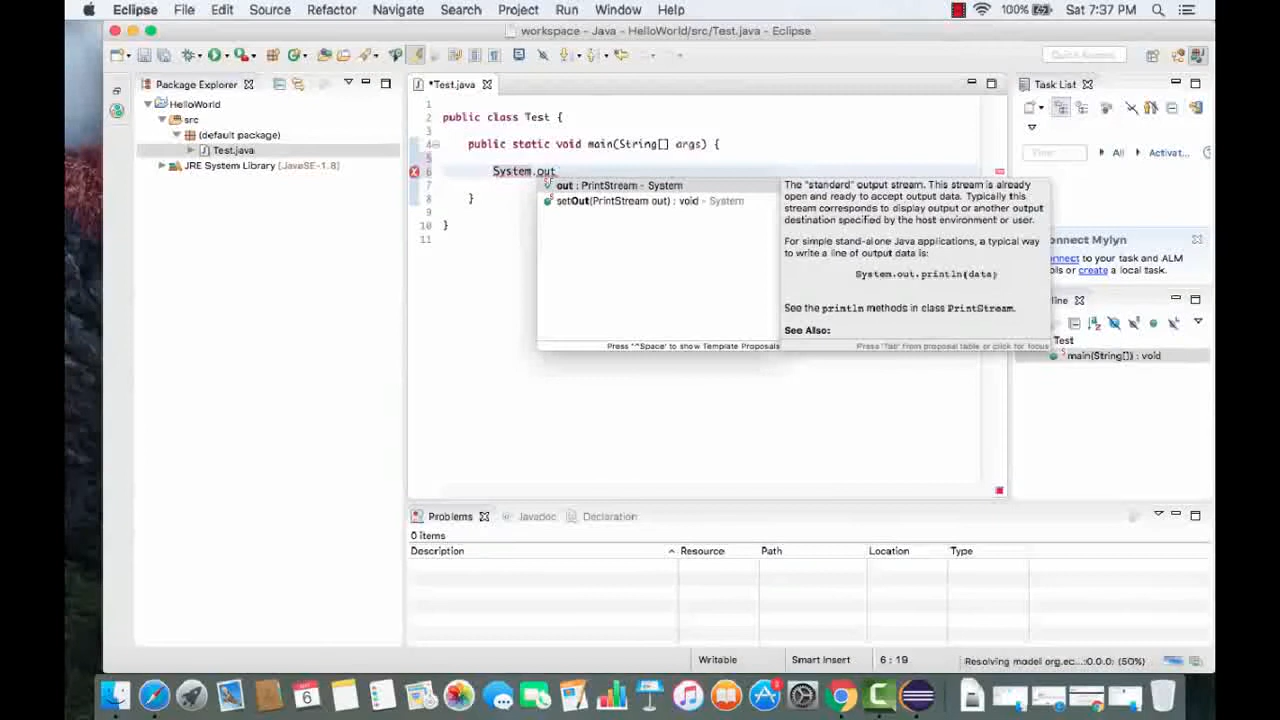 Eclipse File Edit Source Refactor Navigate Search Project Run Window Help 100% Sat 7:37 PM
workspace - Java - HelloWorld/src/Test.java - Eclipse
Quick Access
Package Explorer
HelloWorld
src
(default package)
Test.java
JRE System Library [JavaSE-1.8]
*Test.java
1
2 public class Test {
3
4 public static void main(String[] args) {
5
6 System.out
7
8 }
9
10 }
11
out : PrintStream - System
setOut(PrintStream out) : void - System
Press '^Space' to show Template Proposals
The "standard" output stream. This stream is already
open and ready to accept output data. Typically this
stream corresponds to display output or another output
destination specified by the host environment or user.
For simple stand-alone Java applications, a typical way
to write a line of output data is:
System.out.println(data)
See the println methods in class PrintStream.
See Also:
Press 'Tab' from proposal table or click for focus
Task List
Find
All
Activat...
onnect Mylyn
onnect to your task and ALM
ols or create a local task.
line
Test
main(String[]) : void
Problems Javadoc Declaration
0 items
Description Resource Path Location Type
Writable Smart Insert 6 : 19 Resolving model org.ec...:0.0.0: (50%)
6